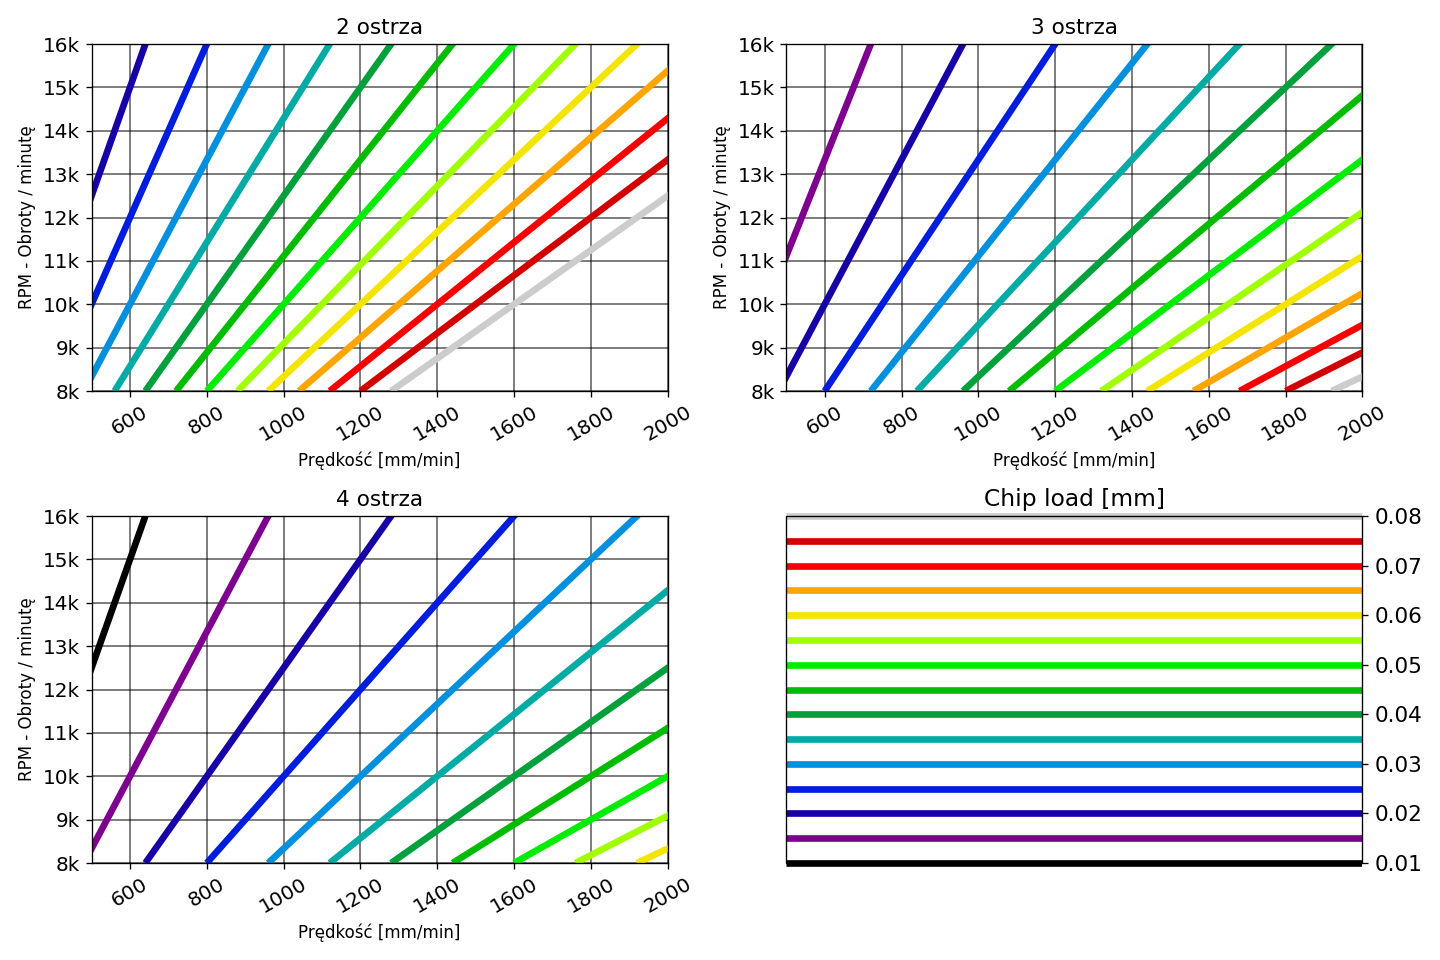 2 ostrza
16k
15k
14k
13k
12k
11k
10k
9k
8k
RPM - Obroty / minutę
600 800 1000 1200 1400 1600 1800 2000
Prędkość [mm/min]
3 ostrza
16k
15k
14k
13k
12k
11k
10k
9k
8k
RPM - Obroty / minutę
600 800 1000 1200 1400 1600 1800 2000
Prędkość [mm/min]
4 ostrza
16k
15k
14k
13k
12k
11k
10k
9k
8k
RPM - Obroty / minutę
600 800 1000 1200 1400 1600 1800 2000
Prędkość [mm/min]
Chip load [mm]
0.08
0.07
0.06
0.05
0.04
0.03
0.02
0.01